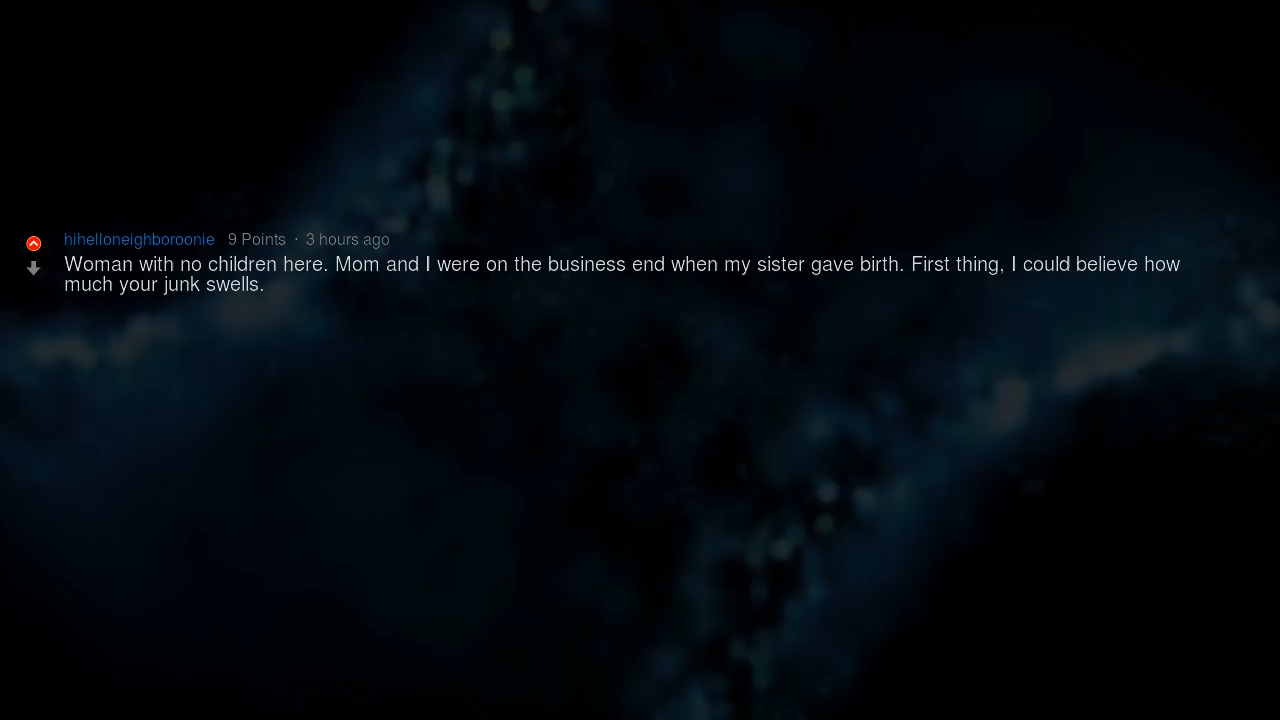 hihelloneighboroonie 9 Points · 3 hours ago
Woman with no children here. Mom and I were on the business end when my sister gave birth. First thing, I could believe how
much your junk swells.